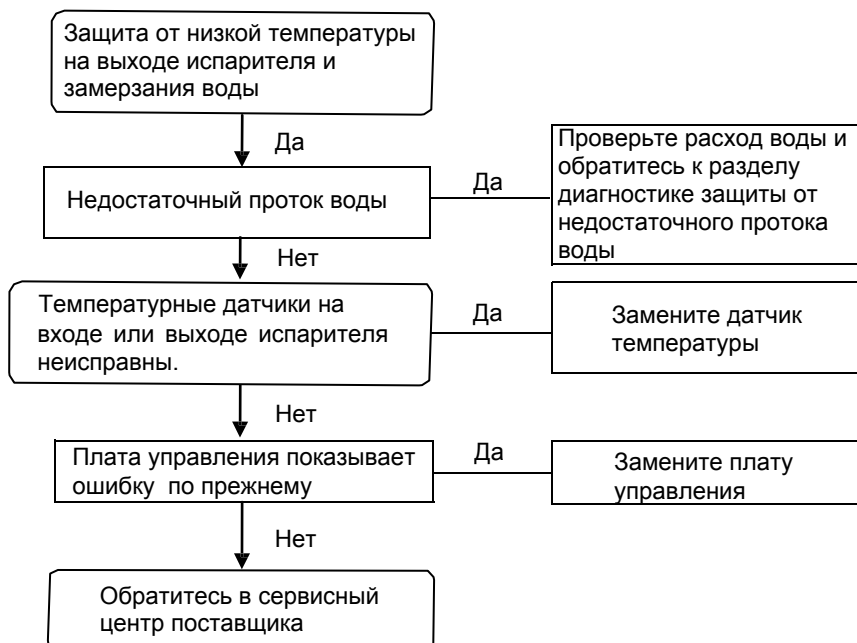 Защита от низкой температуры
на выходе испарителя и
замерзания воды
Да
Недостаточный проток воды
Да
Проверьте расход воды и
обратитесь к разделу
диагностике защиты от
недостаточного протока
воды
Нет
Температурные датчики на
входе или выходе испарителя
неисправны.
Да
Замените датчик
температуры
Нет
Плата управления показывает
ошибку по прежнему
Да
Замените плату
управления
Нет
Обратитесь в сервисный
центр поставщика